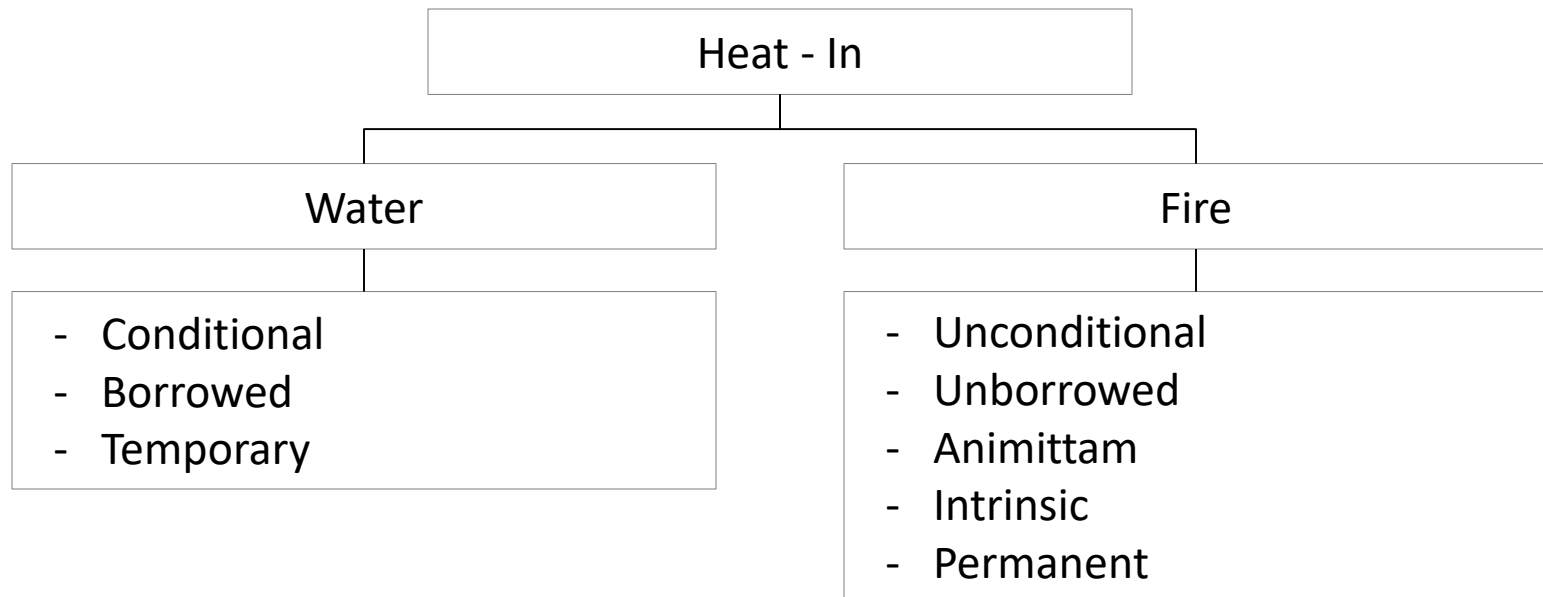 Heat - In
Water
Fire
- Conditional
- Borrowed
- Temporary
- Unconditional
- Unborrowed
- Animittam
- Intrinsic
- Permanent